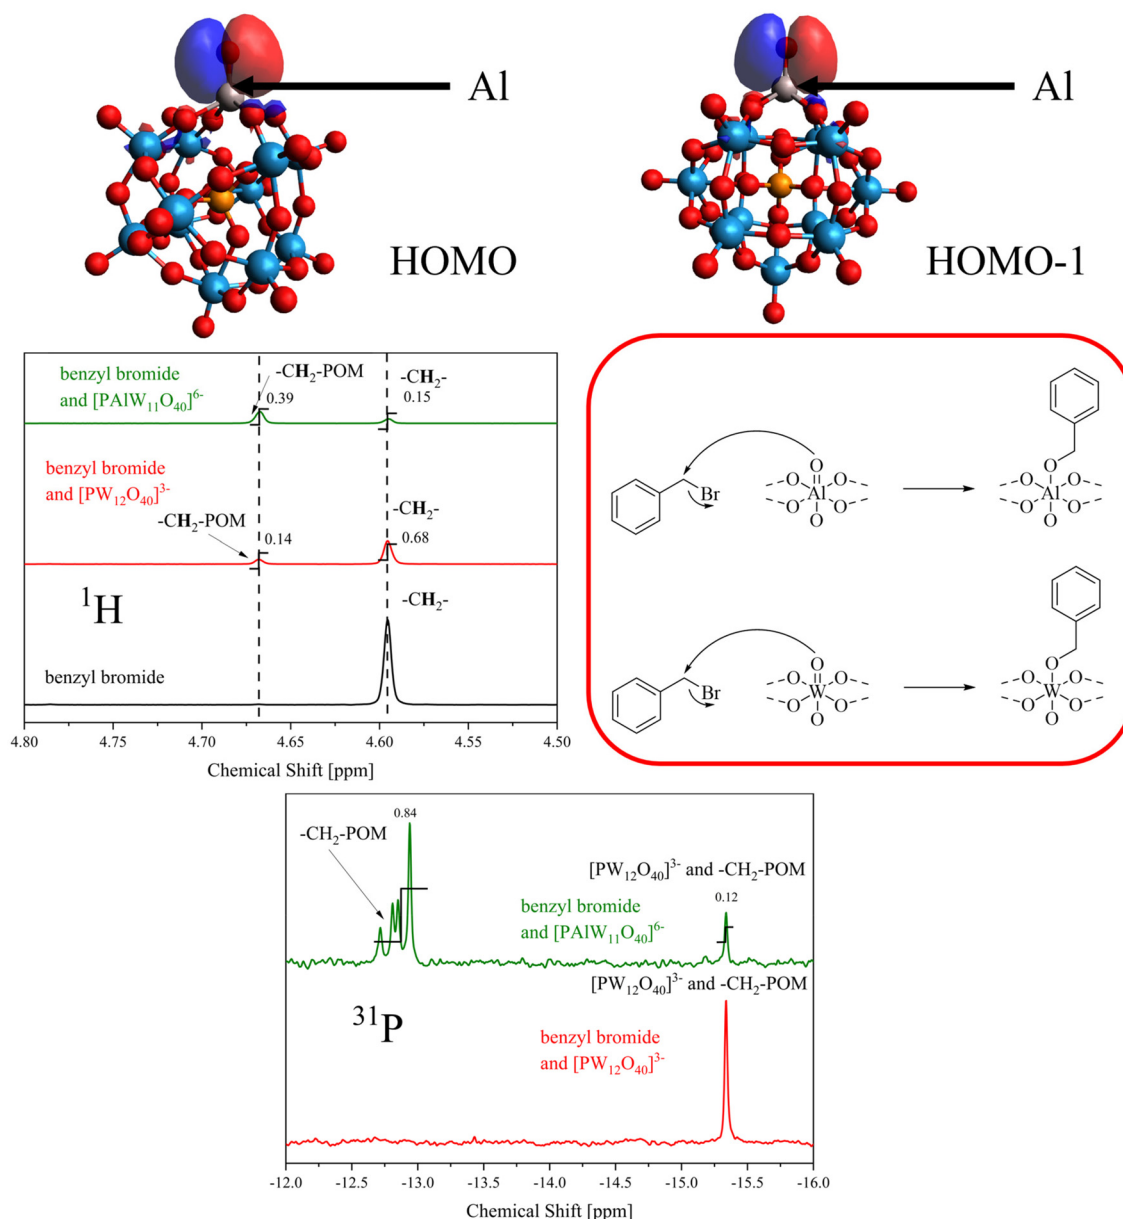 Al
Al
HOMO
HOMO-1
benzyl bromide
and [PAlW₁₁O₄₀]⁶⁻
-CH₂-POM
0.39
-CH₂-
0.15
benzyl bromide
and [PW₁₂O₄₀]³⁻
-CH₂-POM
0.14
-CH₂-
0.68
¹H
-CH₂-
benzyl bromide
4.80 4.75 4.70 4.65 4.60 4.55 4.50
Chemical Shift [ppm]
Br
O
O Al O
O O
O
O
O Al O
O O
O
Br
O
O W O
O O
O
O
O W O
O O
O
-CH₂-POM
0.84
[PW₁₂O₄₀]³⁻ and -CH₂-POM
0.12
benzyl bromide
and [PAlW₁₁O₄₀]⁶⁻
[PW₁₂O₄₀]³⁻ and -CH₂-POM
³¹P
benzyl bromide
and [PW₁₂O₄₀]³⁻
-12.0 -12.5 -13.0 -13.5 -14.0 -14.5 -15.0 -15.5 -16.0
Chemical Shift [ppm]